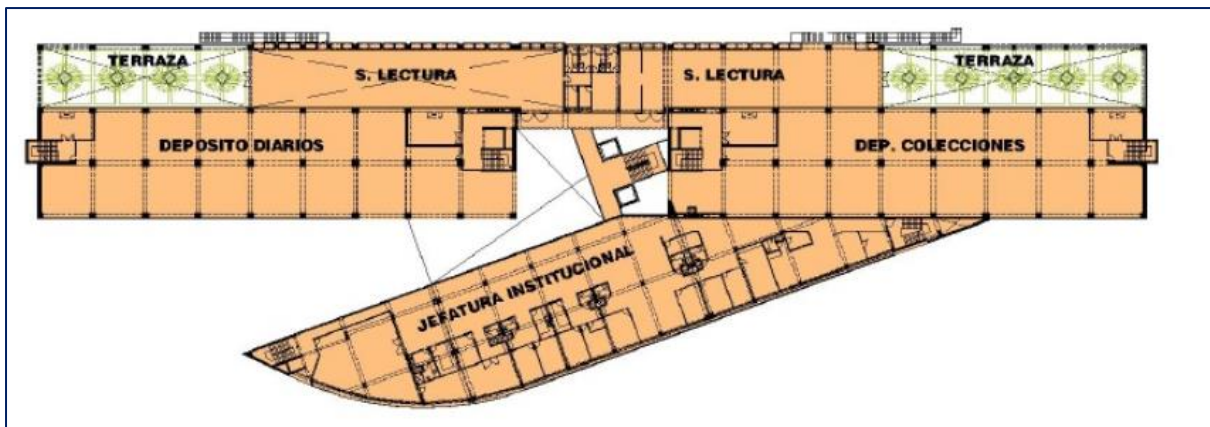 TERRAZA
S. LECTURA
S. LECTURA
TERRAZA
DEPOSITO DIARIOS
DEP. COLECCIONES
JEFATURA INSTITUCIONAL